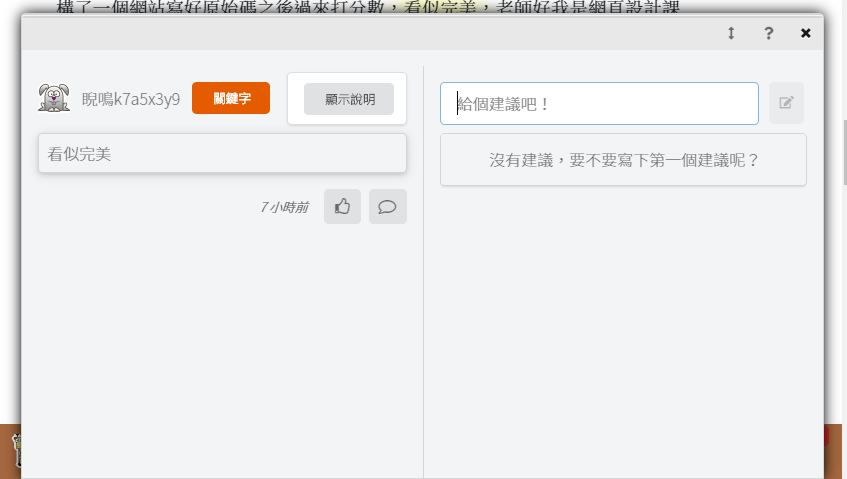 構了一個網站寫好原始碼之後過來打分數，看似完美，老師好我是網頁設計課
睨鳴k7a5x3y9
關鍵字
顯示說明
看似完美
7 小時前
給個建議吧！
沒有建議，要不要寫下第一個建議呢？